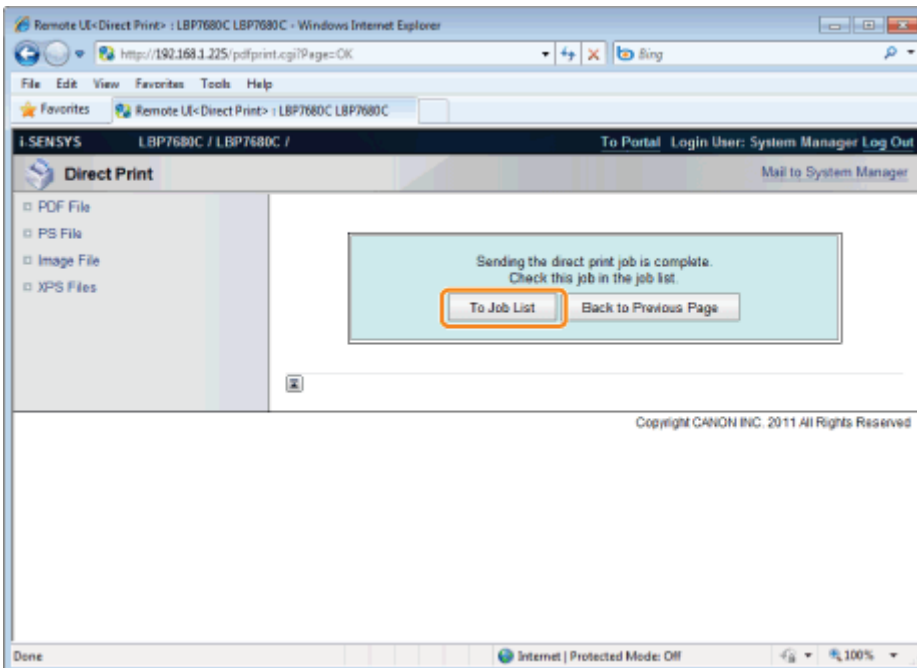 Remote UI<Direct Print> : LBP7680C LBP7680C - Windows Internet Explorer
http://192.168.1.225/pdfprint.cgi?Page=OK
Bing
File Edit View Favorites Tools Help
Favorites Remote UI<Direct Print> : LBP7680C LBP7680C
i-SENSYS LBP7680C / LBP7680C / To Portal Login User: System Manager Log Out
Direct Print Mail to System Manager
PDF File
PS File
Image File
XPS Files
Sending the direct print job is complete.
Check this job in the job list.
To Job List Back to Previous Page
Copyright CANON INC. 2011 All Rights Reserved
Done Internet | Protected Mode: Off 100%